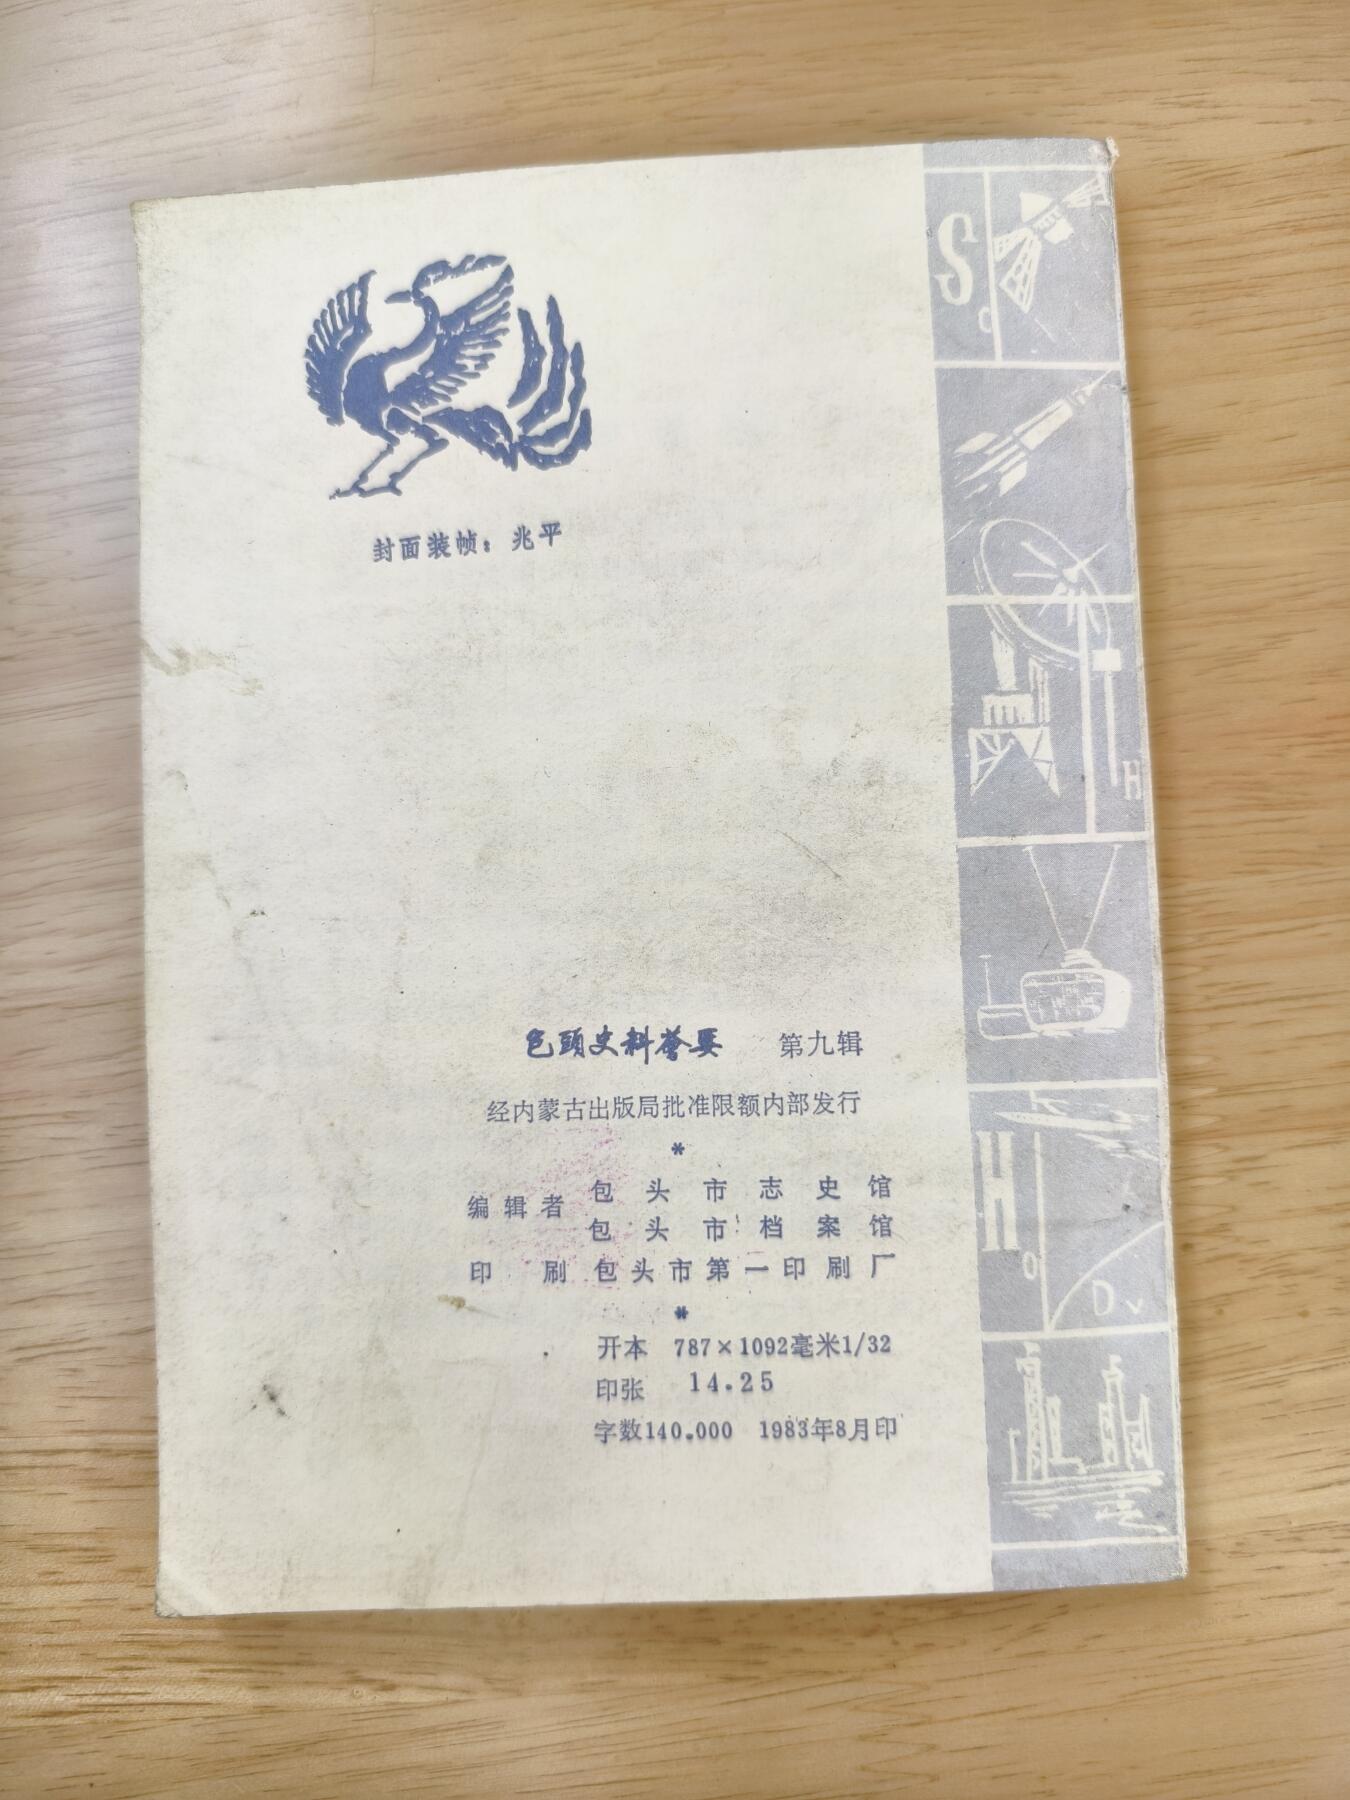 封面装帧：兆平
包頭史料荟要 第九辑
经内蒙古出版局批准限额内部发行
*
编辑者 包头市志史馆
包头市档案馆
印刷 包头市第一印刷厂
*
开本 787×1092毫米1/32
印张 14.25
字数140.000 1983年8月印
S
H
H
D v